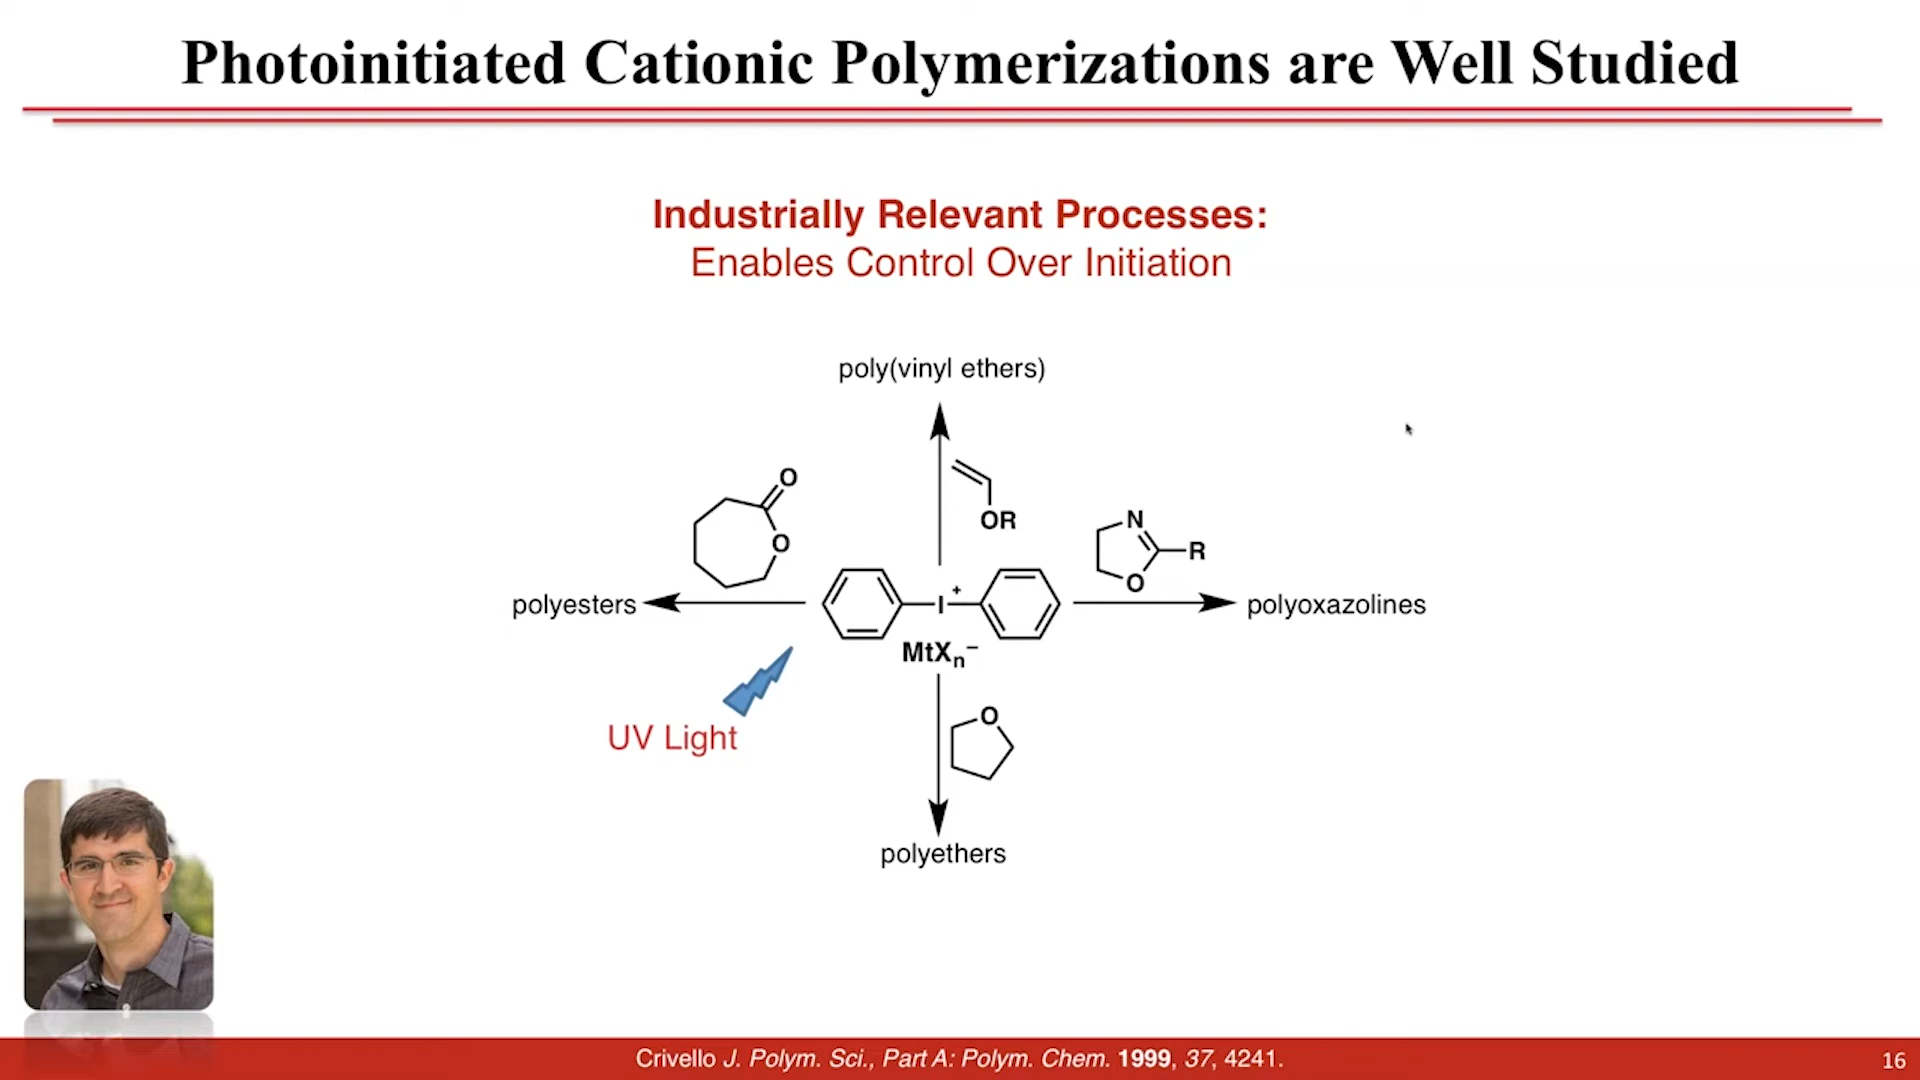 Photoinitiated Cationic Polymerizations are Well Studied
Industrially Relevant Processes:
Enables Control Over Initiation
poly(vinyl ethers)
O
O
OR
N
R
O
polyesters
I+
polyoxazolines
MtXn−
UV Light
O
polyethers
Crivello J. Polym. Sci., Part A: Polym. Chem. 1999, 37, 4241.
16